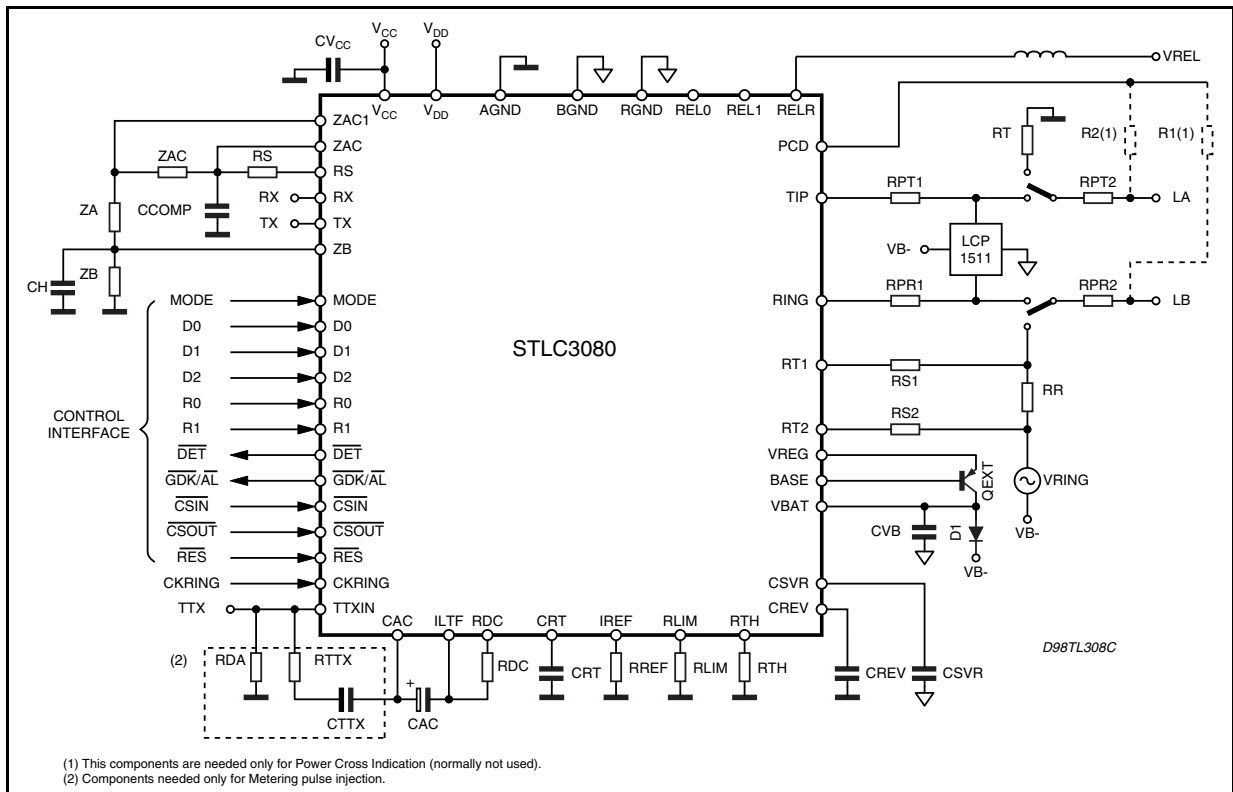 CVCC
VCC
VDD
VCC
VDD
AGND
BGND
RGND
REL0
REL1
RELR
VREL
ZAC1
ZAC
RS
RX
TX
ZB
ZAC
RS
RX
TX
ZA
CCOMP
CH
ZB
PCD
TIP
RT
R2(1)
R1(1)
RPT1
RPT2
LA
VB-
LCP
1511
RING
RPR1
RPR2
LB
STLC3080
CONTROL
INTERFACE
MODE
MODE
D0
D0
D1
D1
D2
D2
R0
R0
R1
R1
DET
DET
GDK/AL
GDK/AL
CSIN
CSIN
CSOUT
CSOUT
RES
RES
CKRING
CKRING
TTX
TTXIN
RT1
RS1
RR
RT2
RS2
VREG
BASE
QEXT
VRING
VBAT
CVB
D1
VB-
VB-
CSVR
CREV
CAC
ILTF
RDC
CRT
IREF
RLIM
RTH
(2)
RDA
RTTX
CTTX
+
CAC
RDC
CRT
RREF
RLIM
RTH
CREV
CSVR
D98TL308C
(1) This components are needed only for Power Cross Indication (normally not used).
(2) Components needed only for Metering pulse injection.